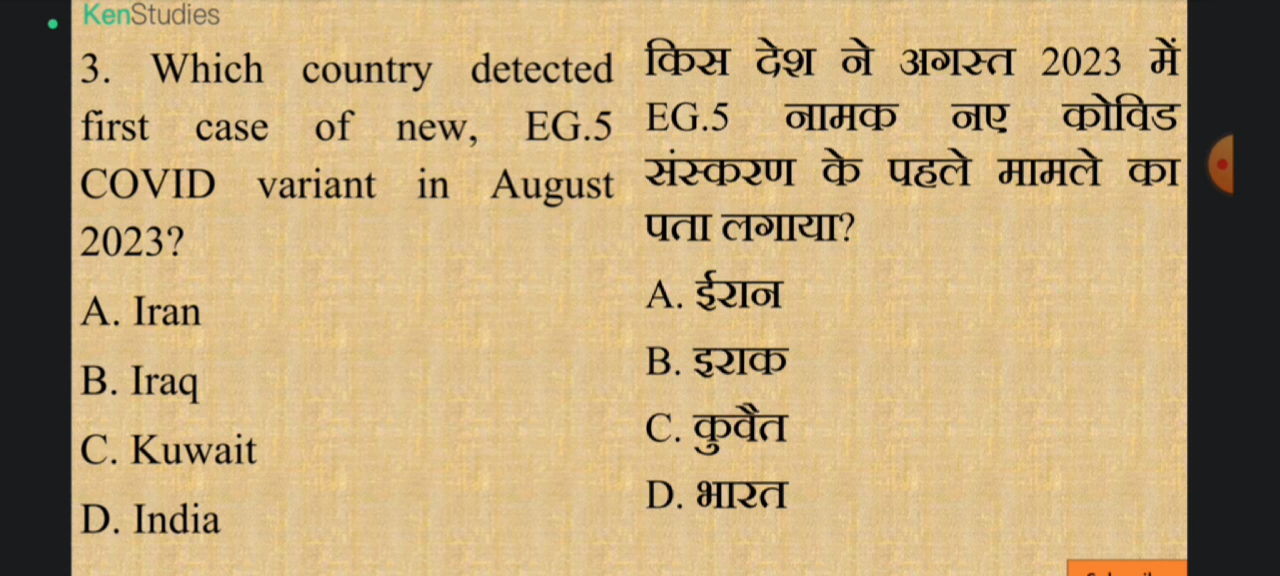 KenStudies
3. Which country detected
first case of new, EG.5
COVID variant in August
2023?
A. Iran
B. Iraq
C. Kuwait
D. India
किस देश ने अगस्त 2023 में
EG.5 नामक नए कोविड
संस्करण के पहले मामले का
पता लगाया?
A. ईरान
B. इराक
C. कुवैत
D. भारत